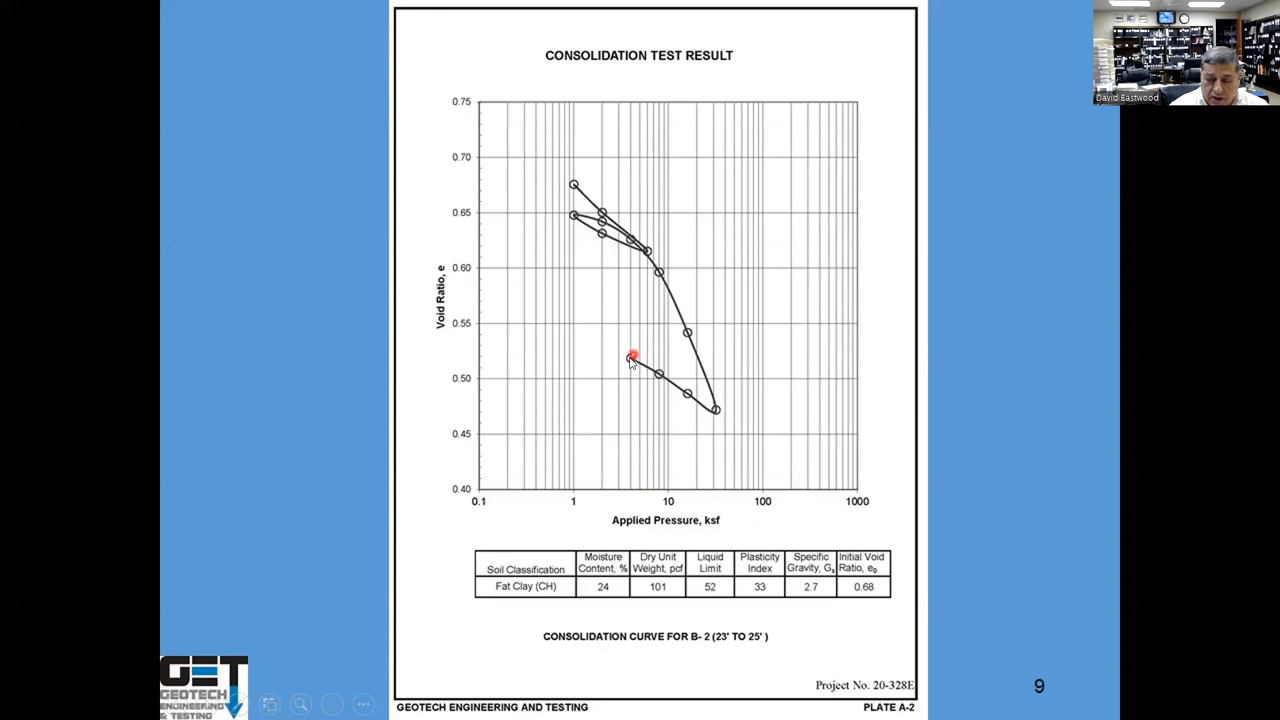 CONSOLIDATION TEST RESULT
David Eastwood
0.75
0.70
0.65
0.60
0.55
0.50
0.45
0.40
Void Ratio, e
0.1 1 10 100 1000
Applied Pressure, ksf
Soil Classification Moisture Content, % Dry Unit Weight, pcf Liquid Limit Plasticity Index Specific Gravity, Gs Initial Void Ratio, e0
Fat Clay (CH) 24 101 52 33 2.7 0.68
CONSOLIDATION CURVE FOR B- 2 (23' TO 25' )
Project No. 20-328E
9
GET
GEOTECH
ENGINEERING
& TESTING
GEOTECH ENGINEERING AND TESTING PLATE A-2